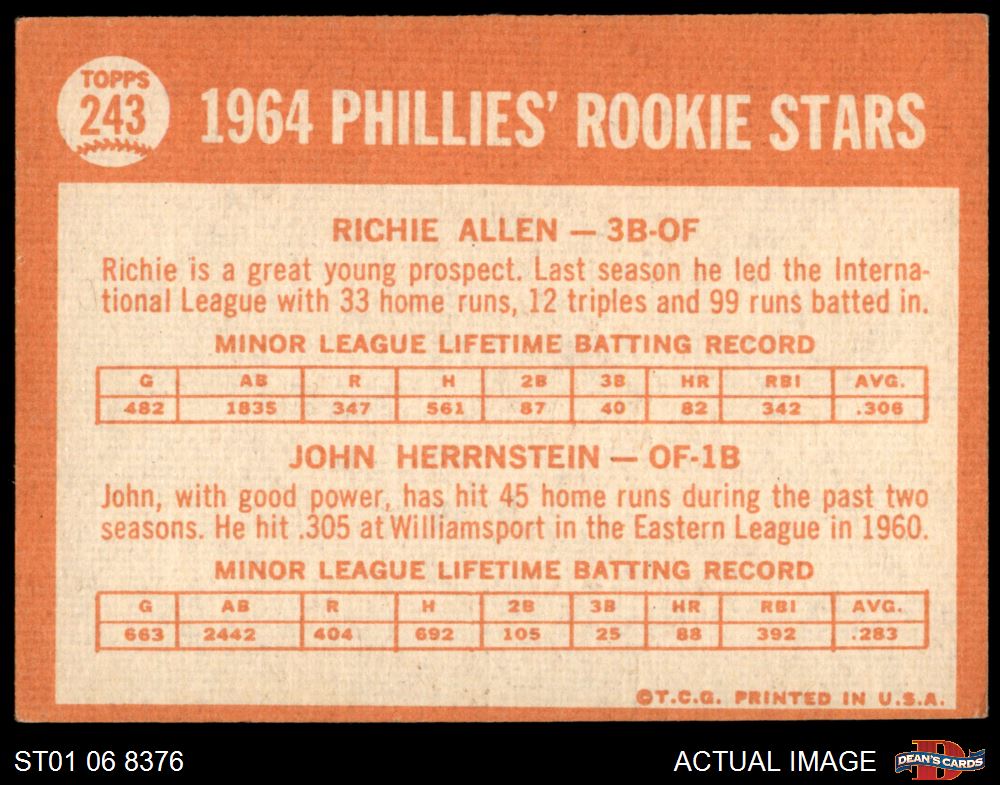 TOPPS
243
1964 PHILLIES' ROOKIE STARS
RICHIE ALLEN — 3B-OF
Richie is a great young prospect. Last season he led the Interna-
tional League with 33 home runs, 12 triples and 99 runs batted in.
MINOR LEAGUE LIFETIME BATTING RECORD
G AB R H 2B 3B HR RBI AVG.
482 1835 347 561 87 40 82 342 .306
JOHN HERRNSTEIN — OF-1B
John, with good power, has hit 45 home runs during the past two
seasons. He hit .305 at Williamsport in the Eastern League in 1960.
MINOR LEAGUE LIFETIME BATTING RECORD
G AB R H 2B 3B HR RBI AVG.
663 2442 404 692 105 25 88 392 .283
©T.C.G. PRINTED IN U.S.A.
ST01 06 8376
ACTUAL IMAGE
D
DEAN'S CARDS